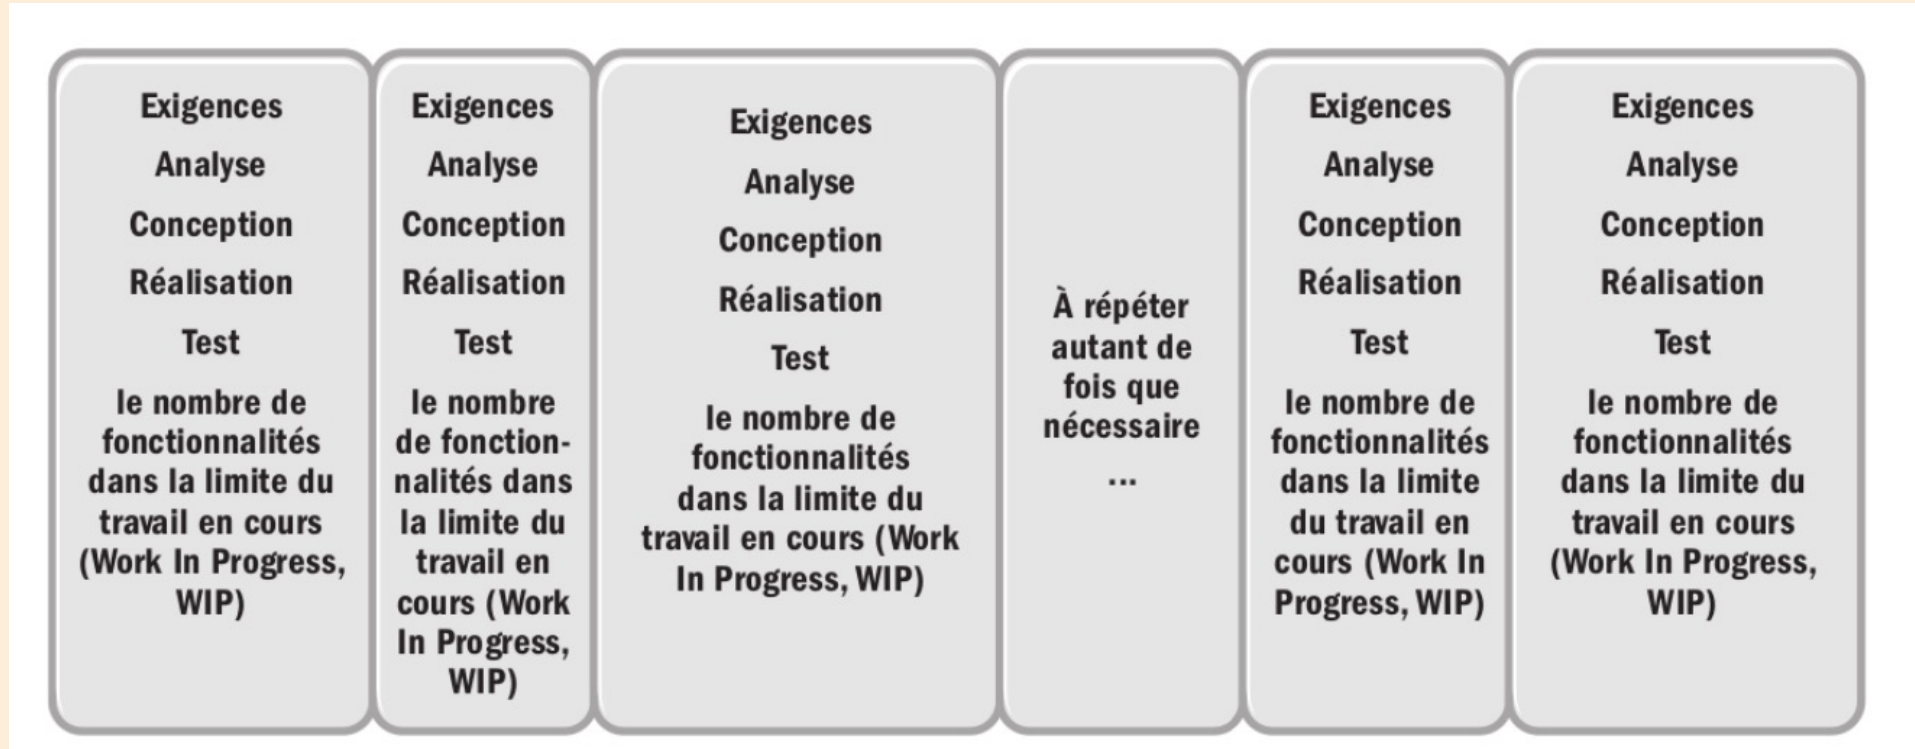 Exigences
Analyse
Conception
Réalisation
Test
le nombre de
fonctionnalités
dans la limite du
travail en cours
(Work In Progress,
WIP)
Exigences
Analyse
Conception
Réalisation
Test
le nombre
de fonction-
nalités dans
la limite du
travail en
cours (Work
In Progress,
WIP)
Exigences
Analyse
Conception
Réalisation
Test
le nombre de
fonctionnalités
dans la limite du
travail en cours (Work
In Progress, WIP)
À répéter
autant de
fois que
nécessaire
...
Exigences
Analyse
Conception
Réalisation
Test
le nombre de
fonctionnalités
dans la limite
du travail en
cours (Work In
Progress, WIP)
Exigences
Analyse
Conception
Réalisation
Test
le nombre de
fonctionnalités
dans la limite du
travail en cours
(Work In Progress,
WIP)